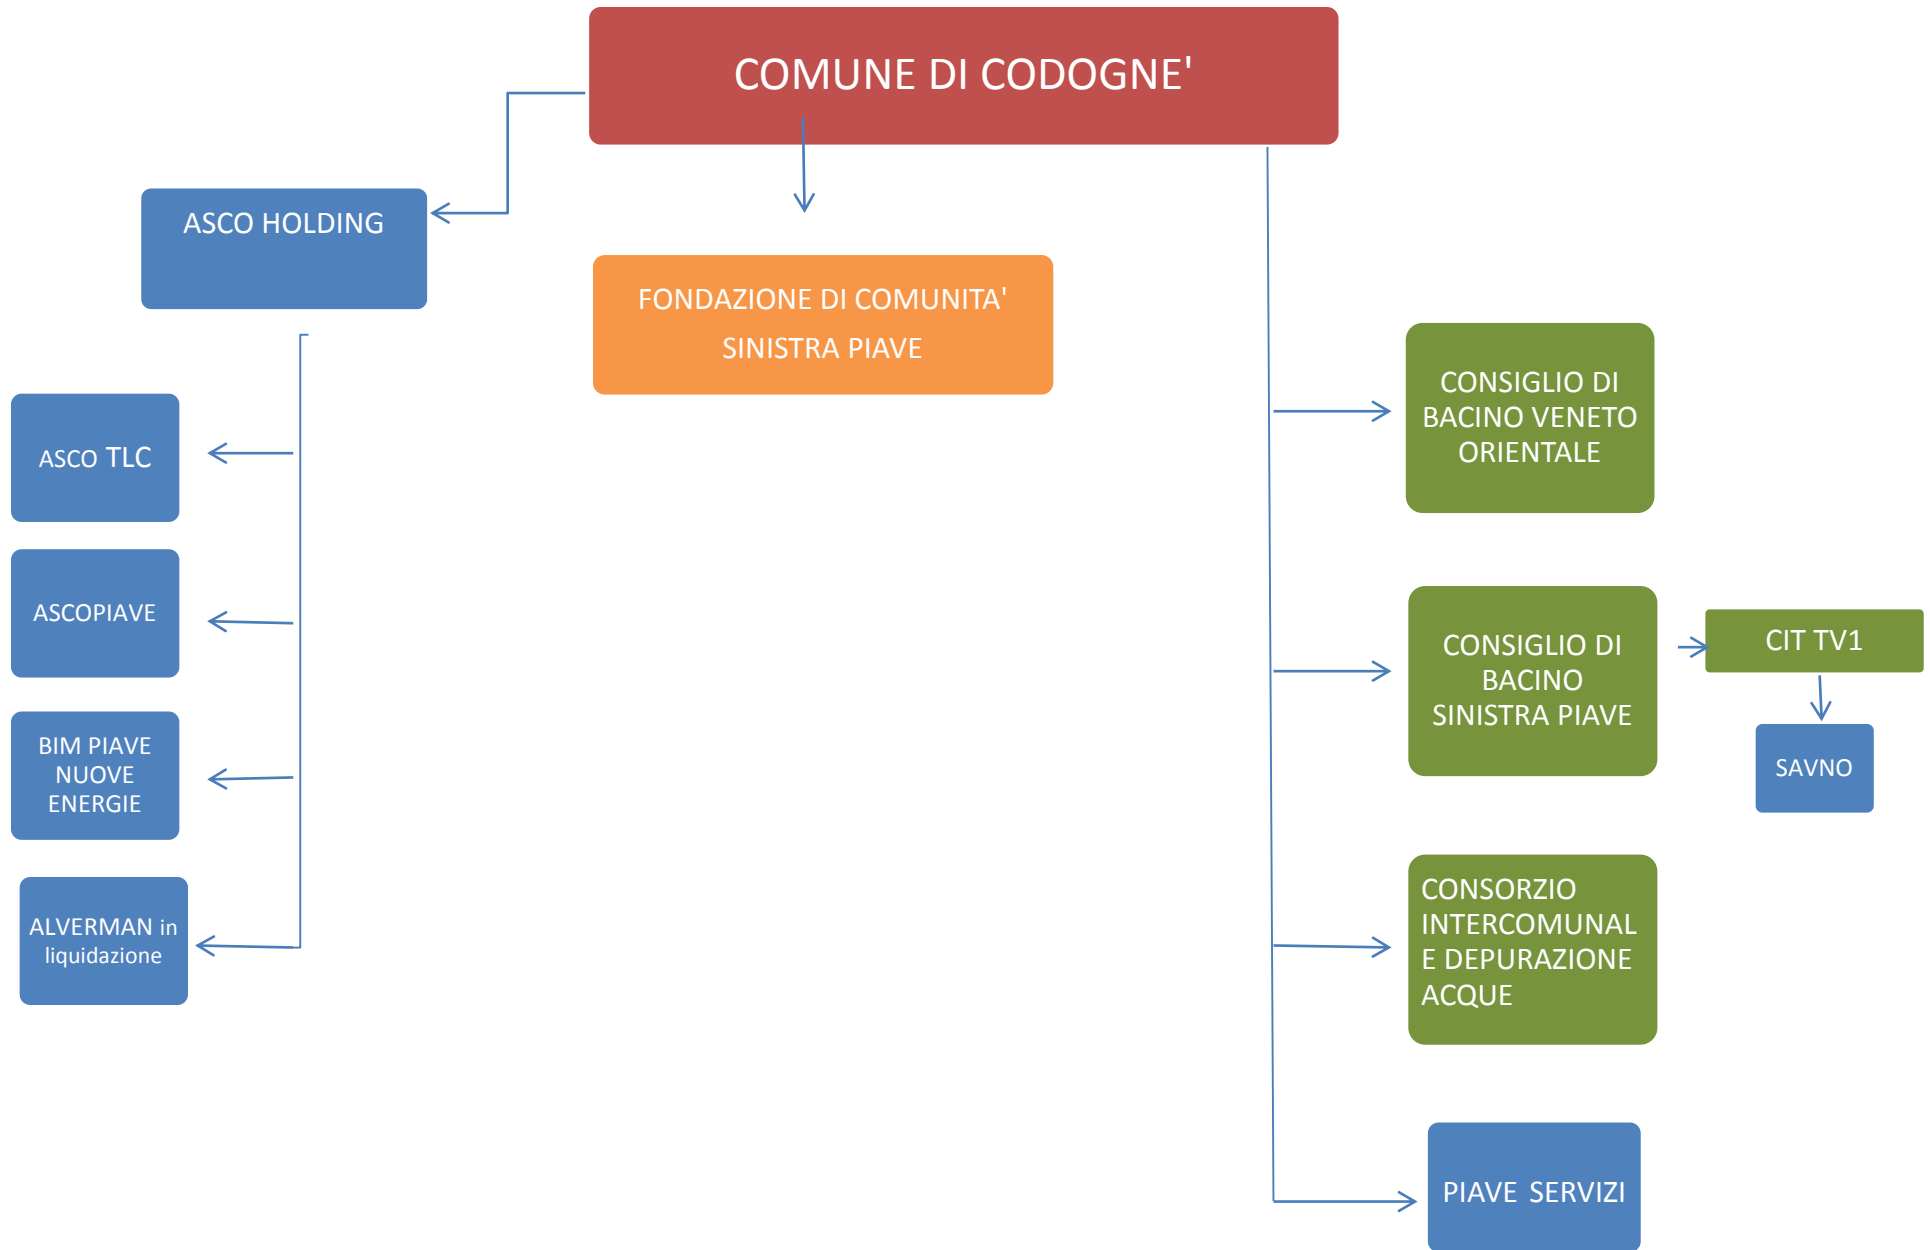 COMUNE DI CODOGNE'
ASCO HOLDING
FONDAZIONE DI COMUNITA'
SINISTRA PIAVE
ASCO TLC
ASCOPIAVE
BIM PIAVE
NUOVE
ENERGIE
ALVERMAN in
liquidazione
CONSIGLIO DI
BACINO VENETO
ORIENTALE
CONSIGLIO DI
BACINO
SINISTRA PIAVE
CIT TV1
SAVNO
CONSORZIO
INTERCOMUNAL
E DEPURAZIONE
ACQUE
PIAVE SERVIZI